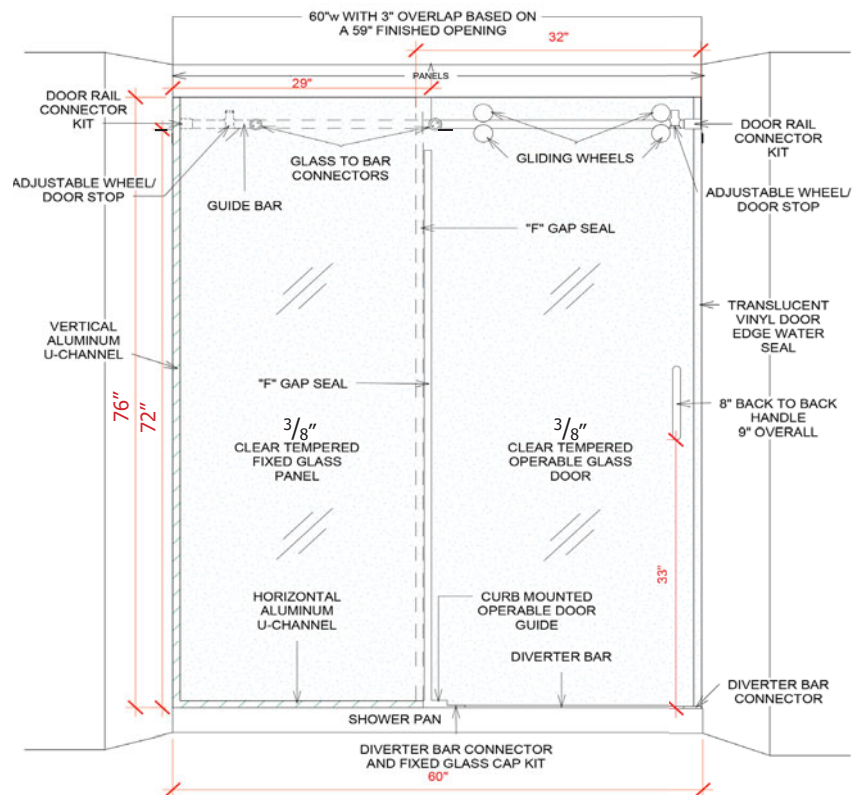 60"w WITH 3" OVERLAP BASED ON
A 59" FINISHED OPENING
32"
29"
PANELS
DOOR RAIL
CONNECTOR
KIT
GLASS TO BAR
CONNECTORS
GLIDING WHEELS
DOOR RAIL
CONNECTOR
KIT
ADJUSTABLE WHEEL/
DOOR STOP
GUIDE BAR
ADJUSTABLE WHEEL/
DOOR STOP
"F" GAP SEAL
VERTICAL
ALUMINUM
U-CHANNEL
TRANSLUCENT
VINYL DOOR
EDGE WATER
SEAL
"F" GAP SEAL
76"
72"
8" BACK TO BACK
HANDLE
9" OVERALL
3/8"
CLEAR TEMPERED
FIXED GLASS
PANEL
3/8"
CLEAR TEMPERED
OPERABLE GLASS
DOOR
33"
HORIZONTAL
ALUMINUM
U-CHANNEL
CURB MOUNTED
OPERABLE DOOR
GUIDE
DIVERTER BAR
DIVERTER BAR
CONNECTOR
SHOWER PAN
DIVERTER BAR CONNECTOR
AND FIXED GLASS CAP KIT
60"